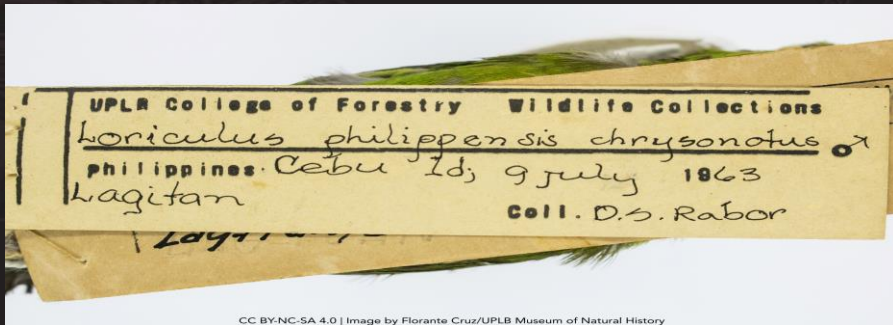 UPLB College of Forestry Wildlife Collections
Loriculus philippensis chrysonotus ♂
Philippines. Cebu Id; 9 july 1963
Lagitan
Coll. D.S. Rabor
CC BY-NC-SA 4.0 | Image by Florante Cruz/UPLB Museum of Natural History